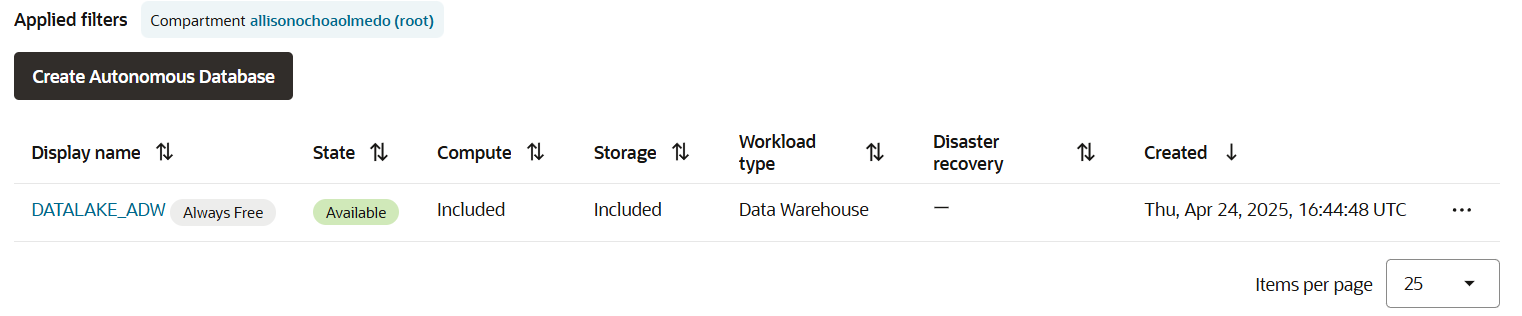 Applied filters Compartment allisonochoaolmedo (root)
Create Autonomous Database
Display name State Compute Storage Workload type Disaster recovery Created
DATALAKE_ADW Always Free Available Included Included Data Warehouse — Thu, Apr 24, 2025, 16:44:48 UTC ...
Items per page 25